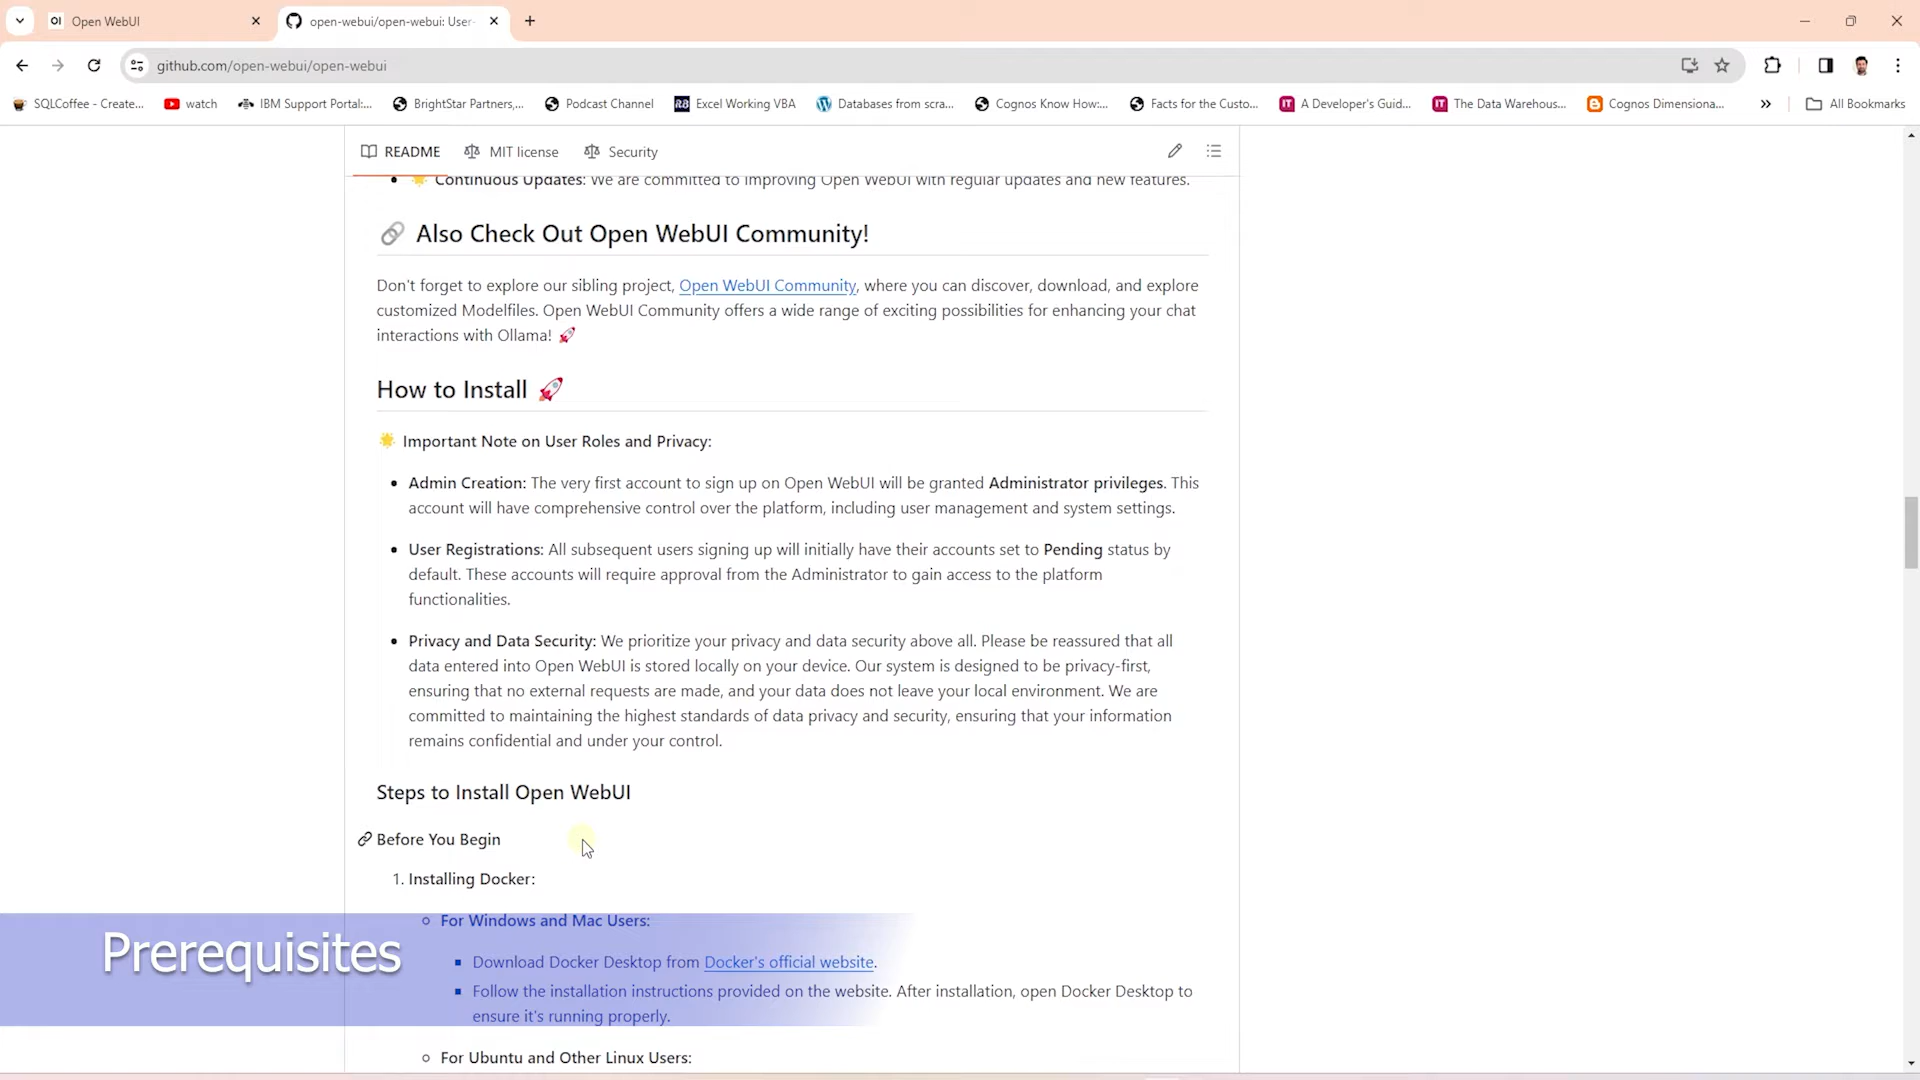 Open WebUI
open-webui/open-webui: User-
github.com/open-webui/open-webui
SQLCoffee - Create...
watch
IBM Support Portal:...
BrightStar Partners,...
Podcast Channel
Excel Working VBA
Databases from scra...
Cognos Know How:...
Facts for the Custo...
A Developer's Guid...
The Data Warehous...
Cognos Dimensiona...
All Bookmarks
README
MIT license
Security
Continuous Updates: We are committed to improving Open WebUI with regular updates and new features.
Also Check Out Open WebUI Community!
Don't forget to explore our sibling project, Open WebUI Community, where you can discover, download, and explore
customized Modelfiles. Open WebUI Community offers a wide range of exciting possibilities for enhancing your chat
interactions with Ollama! 🚀
How to Install 🚀
🌟 Important Note on User Roles and Privacy:
• Admin Creation: The very first account to sign up on Open WebUI will be granted Administrator privileges. This
account will have comprehensive control over the platform, including user management and system settings.
• User Registrations: All subsequent users signing up will initially have their accounts set to Pending status by
default. These accounts will require approval from the Administrator to gain access to the platform
functionalities.
• Privacy and Data Security: We prioritize your privacy and data security above all. Please be reassured that all
data entered into Open WebUI is stored locally on your device. Our system is designed to be privacy-first,
ensuring that no external requests are made, and your data does not leave your local environment. We are
committed to maintaining the highest standards of data privacy and security, ensuring that your information
remains confidential and under your control.
Steps to Install Open WebUI
Before You Begin
1. Installing Docker:
For Windows and Mac Users:
Prerequisites
Download Docker Desktop from Docker's official website.
Follow the installation instructions provided on the website. After installation, open Docker Desktop to
ensure it's running properly.
For Ubuntu and Other Linux Users: